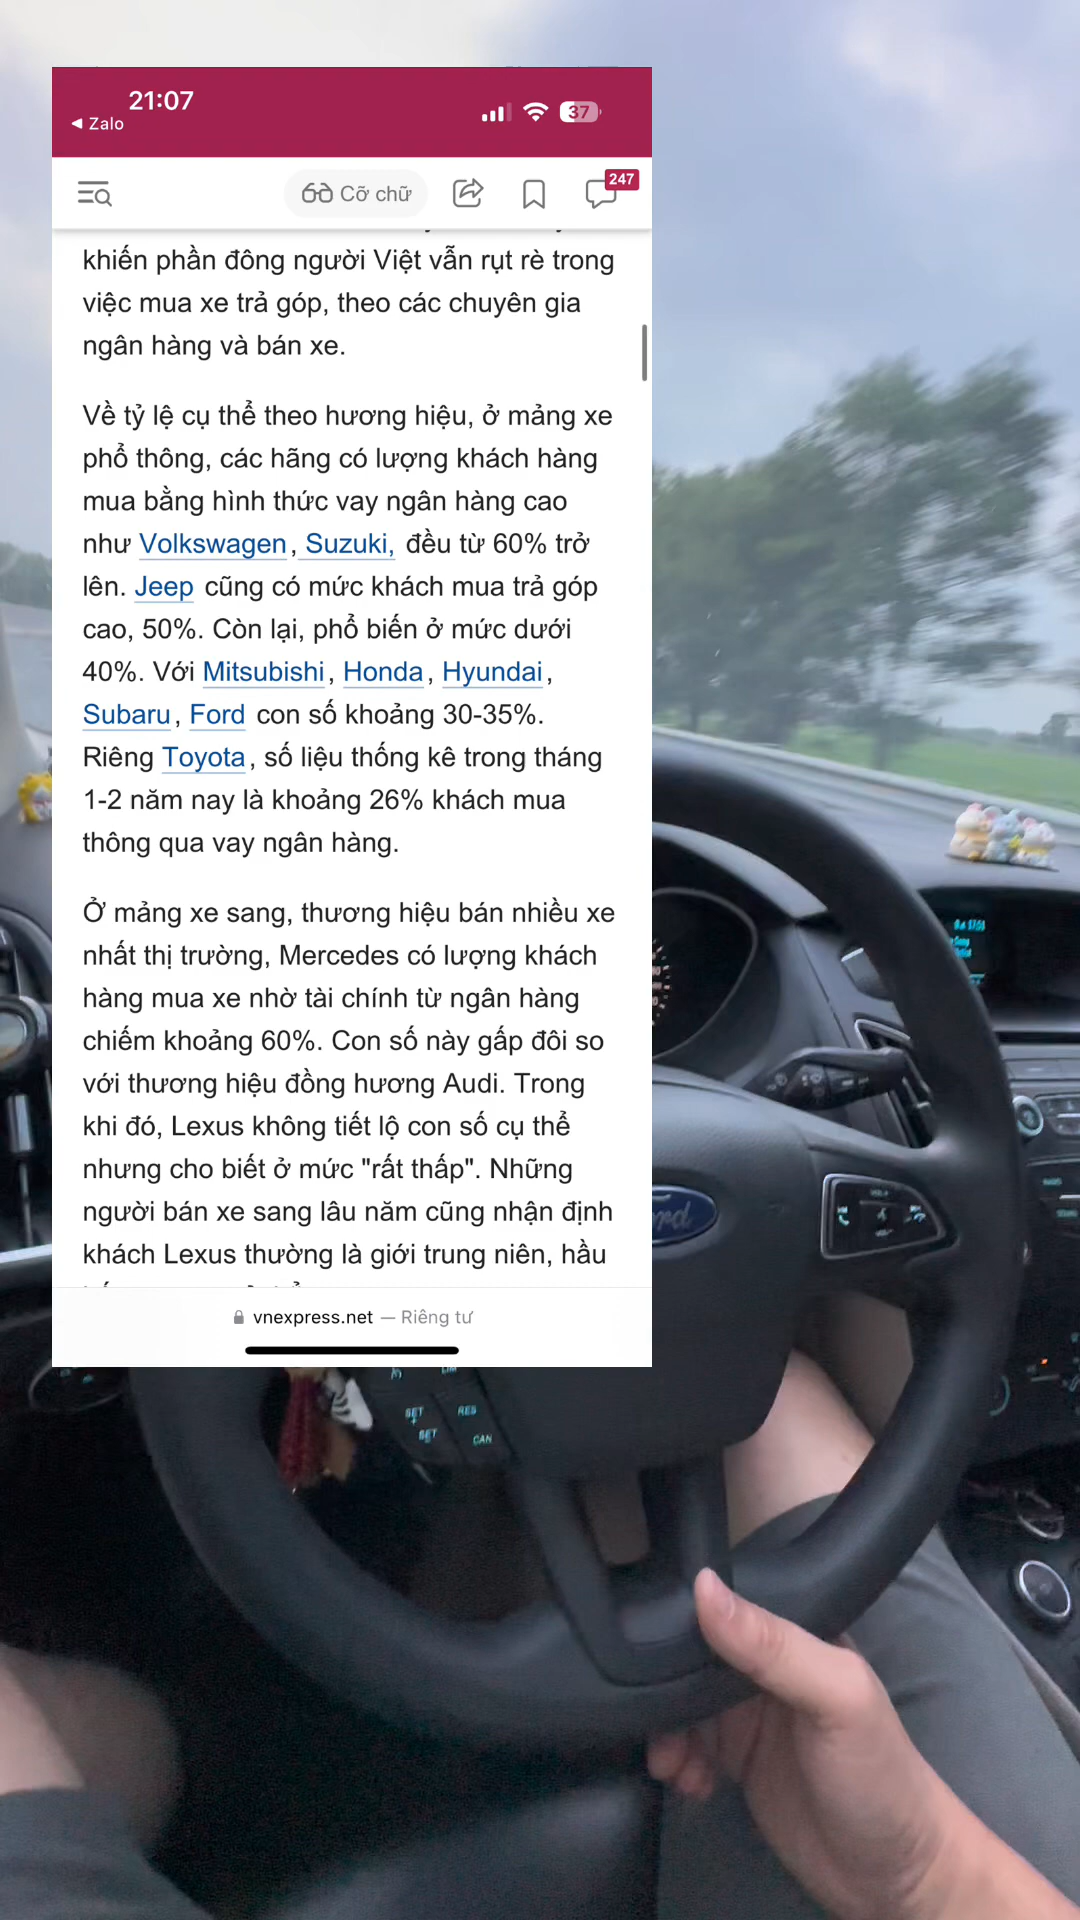 21:07
◀ Zalo
37
Cỡ chữ
247
khiến phần đông người Việt vẫn rụt rè trong
việc mua xe trả góp, theo các chuyên gia
ngân hàng và bán xe.
Về tỷ lệ cụ thể theo hương hiệu, ở mảng xe
phổ thông, các hãng có lượng khách hàng
mua bằng hình thức vay ngân hàng cao
như Volkswagen, Suzuki, đều từ 60% trở
lên. Jeep cũng có mức khách mua trả góp
cao, 50%. Còn lại, phổ biến ở mức dưới
40%. Với Mitsubishi, Honda, Hyundai,
Subaru, Ford con số khoảng 30-35%.
Riêng Toyota, số liệu thống kê trong tháng
1-2 năm nay là khoảng 26% khách mua
thông qua vay ngân hàng.
Ở mảng xe sang, thương hiệu bán nhiều xe
nhất thị trường, Mercedes có lượng khách
hàng mua xe nhờ tài chính từ ngân hàng
chiếm khoảng 60%. Con số này gấp đôi so
với thương hiệu đồng hương Audi. Trong
khi đó, Lexus không tiết lộ con số cụ thể
nhưng cho biết ở mức "rất thấp". Những
người bán xe sang lâu năm cũng nhận định
khách Lexus thường là giới trung niên, hầu
vnexpress.net — Riêng tư
SET
+
RES
SET
CAN